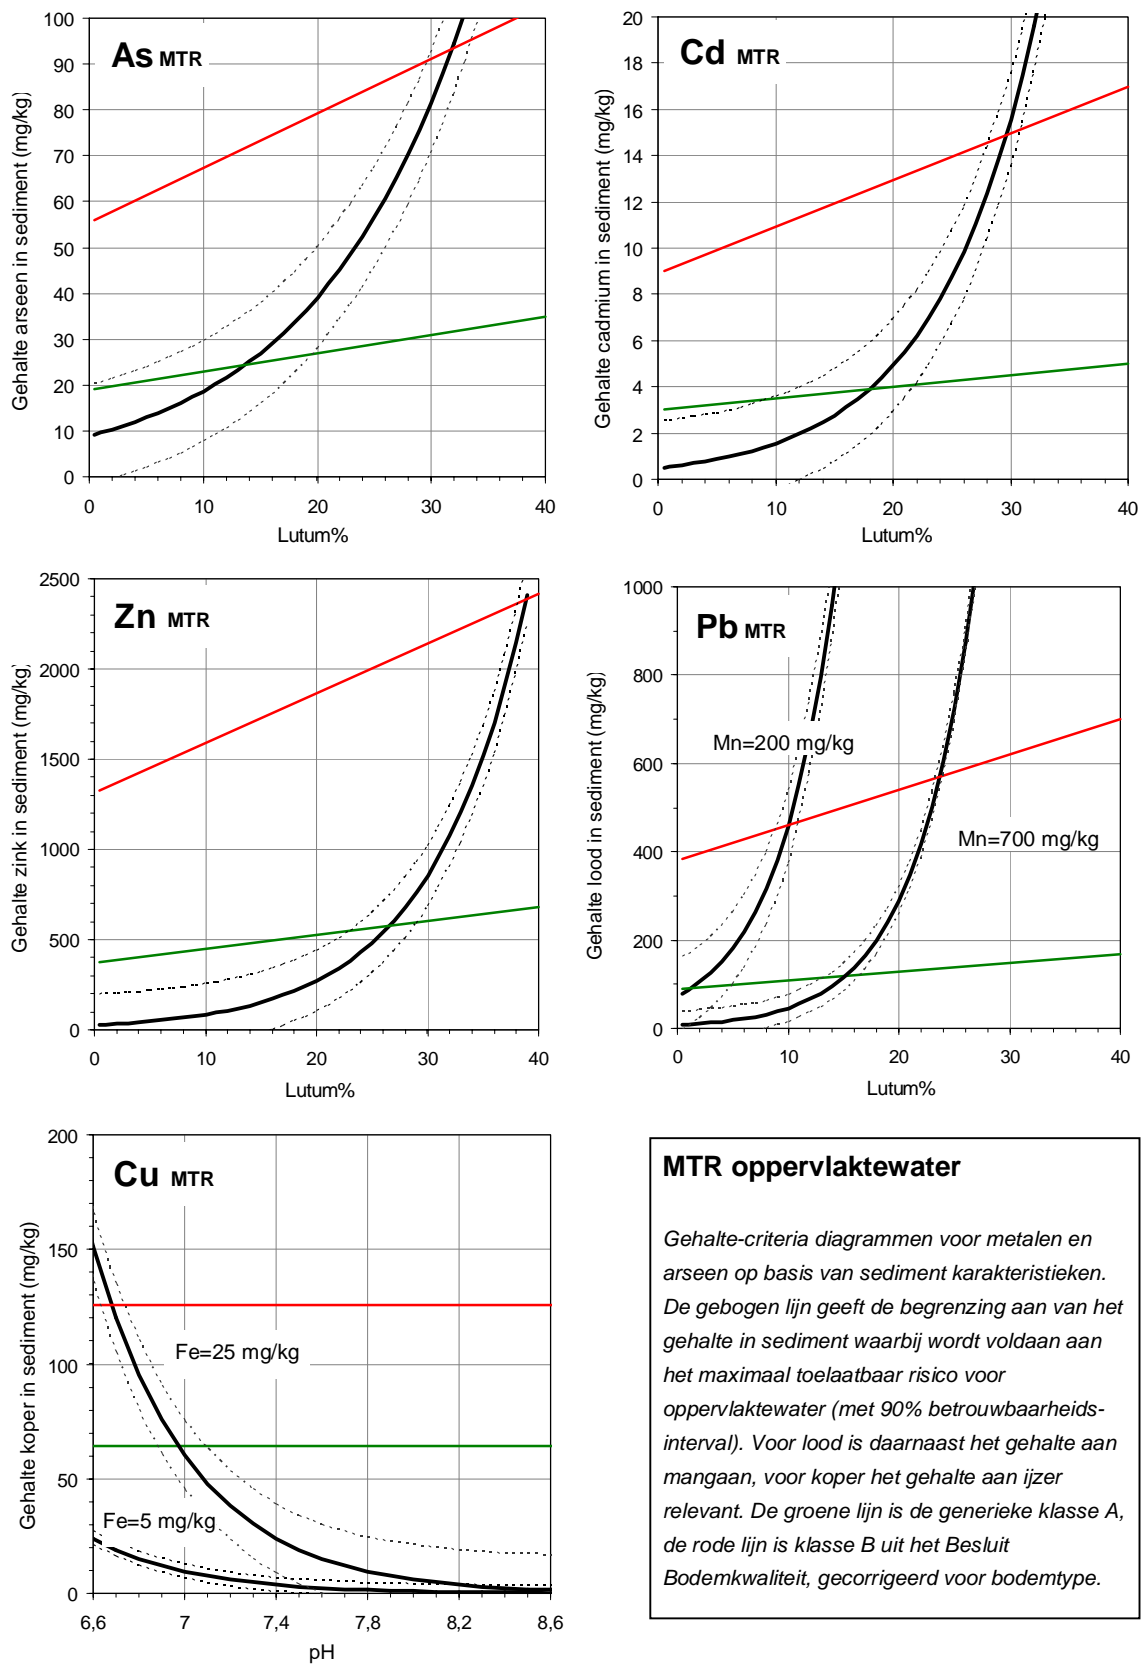 As MTR
Gehalte arseen in sediment (mg/kg)
100
90
80
70
60
50
40
30
20
10
0
0 10 20 30 40
Lutum%
Cd MTR
Gehalte cadmium in sediment (mg/kg)
20
18
16
14
12
10
8
6
4
2
0
0 10 20 30 40
Lutum%
Zn MTR
Gehalte zink in sediment (mg/kg)
2500
2000
1500
1000
500
0
0 10 20 30 40
Lutum%
Pb MTR
Gehalte lood in sediment (mg/kg)
1000
800
600
400
200
0
Mn=200 mg/kg
Mn=700 mg/kg
0 10 20 30 40
Lutum%
Cu MTR
Gehalte koper in sediment (mg/kg)
200
150
100
50
0
Fe=25 mg/kg
Fe=5 mg/kg
6,6 7 7,4 7,8 8,2 8,6
pH
MTR oppervlaktewater
Gehalte-criteria diagrammen voor metalen en
arseen op basis van sediment karakteristieken.
De gebogen lijn geeft de begrenzing aan van het
gehalte in sediment waarbij wordt voldaan aan
het maximaal toelaatbaar risico voor
oppervlaktewater (met 90% betrouwbaarheids-
interval). Voor lood is daarnaast het gehalte aan
mangaan, voor koper het gehalte aan ijzer
relevant. De groene lijn is de generieke klasse A,
de rode lijn is klasse B uit het Besluit
Bodemkwaliteit, gecorrigeerd voor bodemtype.